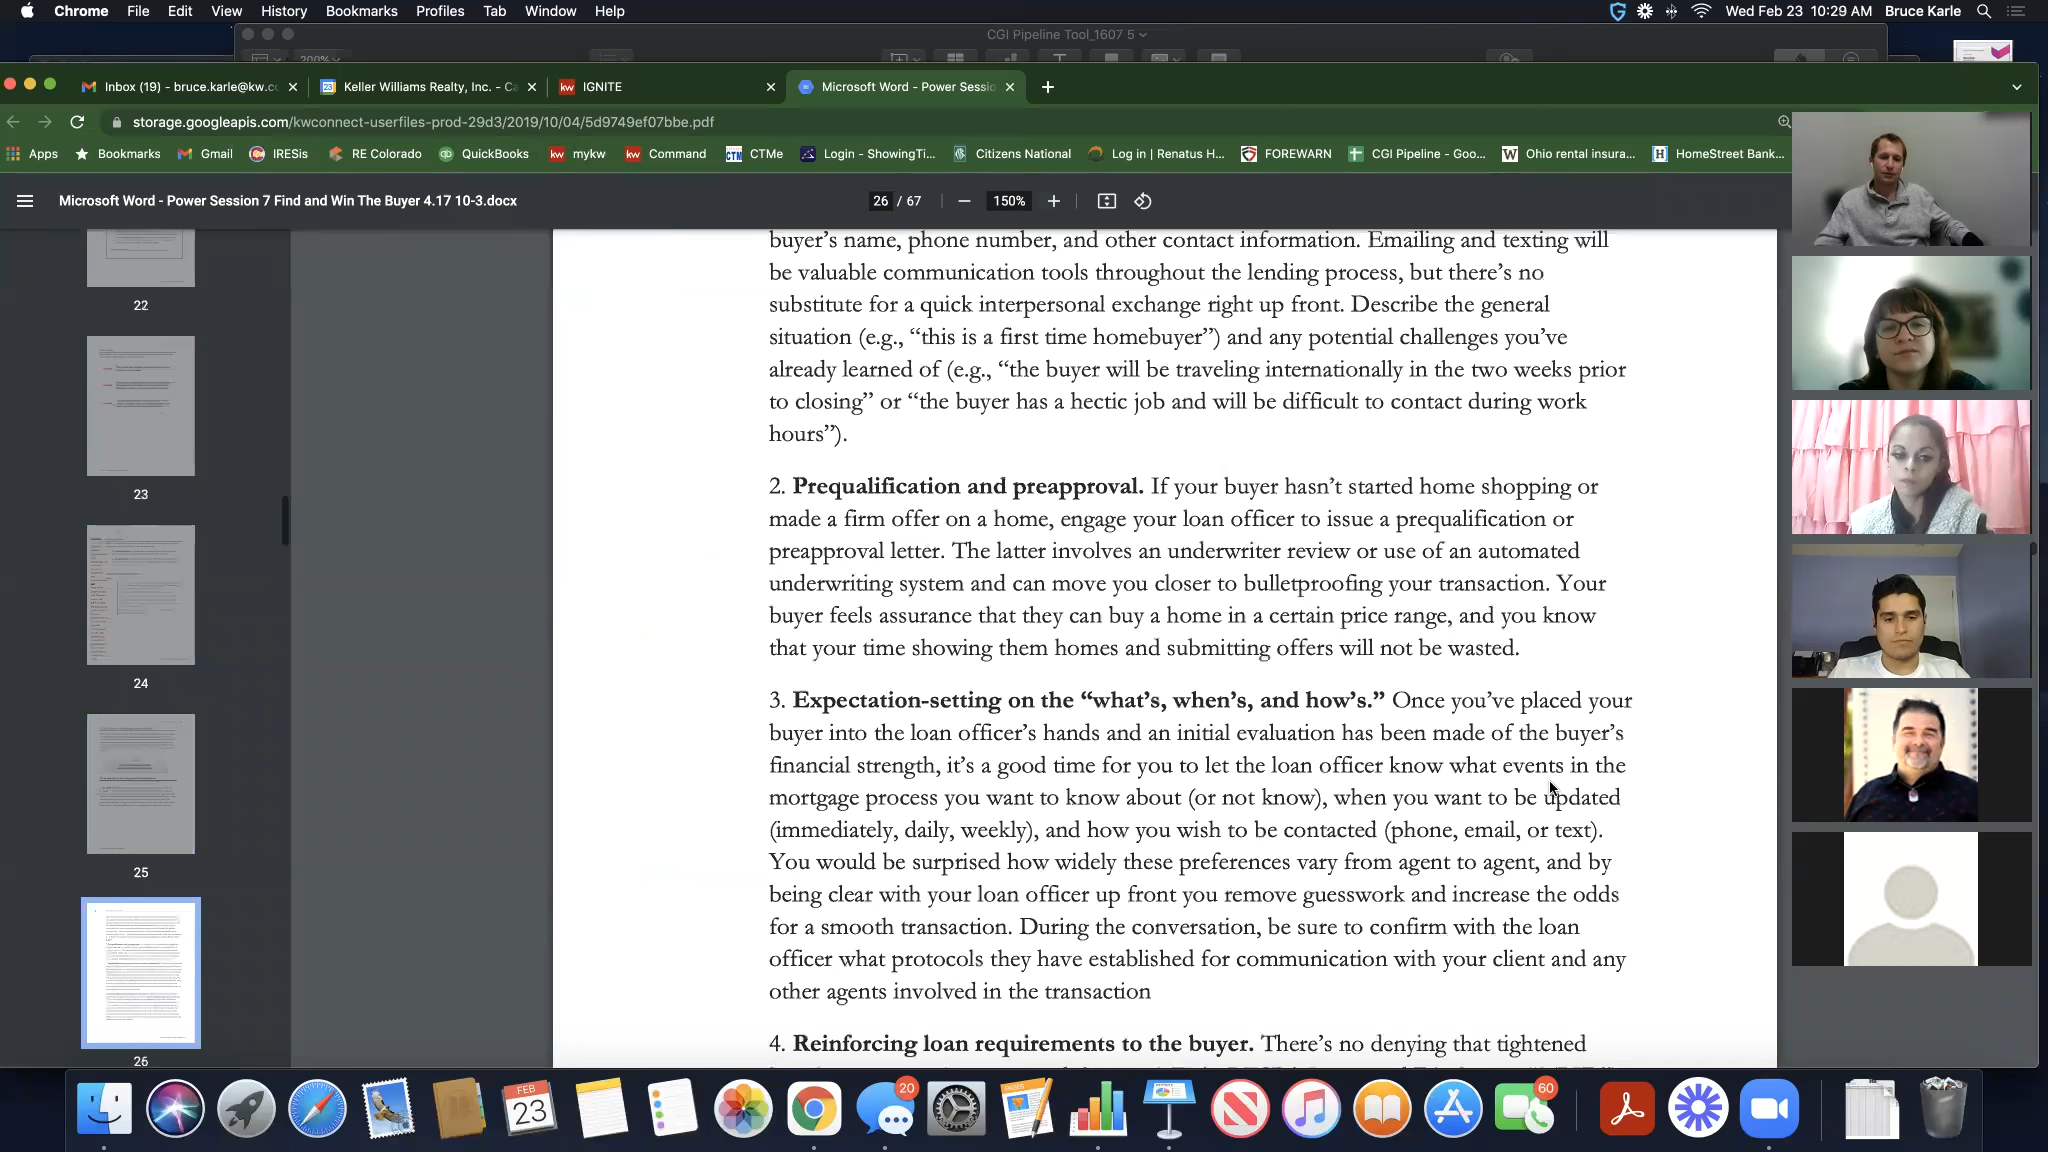 Chrome File Edit View History Bookmarks Profiles Tab Window Help
Wed Feb 23 10:29 AM Bruce Karle
CGI Pipeline Tool_1607 5
200%
Inbox (19) - bruce.karle@kw.c
Keller Williams Realty, Inc. - Ca
kw IGNITE
Microsoft Word - Power Sessio
storage.googleapis.com/kwconnect-userfiles-prod-29d3/2019/10/04/5d9749ef07bbe.pdf
Apps Bookmarks Gmail IRESis RE Colorado QuickBooks kw mykw kw Command CTM CTMe Login - ShowingTi... Citizens National Log in | Renatus H... FOREWARN CGI Pipeline - Goo... W Ohio rental insura... H HomeStreet Bank...
Microsoft Word - Power Session 7 Find and Win The Buyer 4.17 10-3.docx
26 / 67
150%
22
23
24
25
26
buyer’s name, phone number, and other contact information. Emailing and texting will
be valuable communication tools throughout the lending process, but there’s no
substitute for a quick interpersonal exchange right up front. Describe the general
situation (e.g., “this is a first time homebuyer”) and any potential challenges you’ve
already learned of (e.g., “the buyer will be traveling internationally in the two weeks prior
to closing” or “the buyer has a hectic job and will be difficult to contact during work
hours”).
2. Prequalification and preapproval. If your buyer hasn’t started home shopping or
made a firm offer on a home, engage your loan officer to issue a prequalification or
preapproval letter. The latter involves an underwriter review or use of an automated
underwriting system and can move you closer to bulletproofing your transaction. Your
buyer feels assurance that they can buy a home in a certain price range, and you know
that your time showing them homes and submitting offers will not be wasted.
3. Expectation-setting on the “what’s, when’s, and how’s.” Once you’ve placed your
buyer into the loan officer’s hands and an initial evaluation has been made of the buyer’s
financial strength, it’s a good time for you to let the loan officer know what events in the
mortgage process you want to know about (or not know), when you want to be updated
(immediately, daily, weekly), and how you wish to be contacted (phone, email, or text).
You would be surprised how widely these preferences vary from agent to agent, and by
being clear with your loan officer up front you remove guesswork and increase the odds
for a smooth transaction. During the conversation, be sure to confirm with the loan
officer what protocols they have established for communication with your client and any
other agents involved in the transaction
4. Reinforcing loan requirements to the buyer. There’s no denying that tightened
FEB
23
20
60